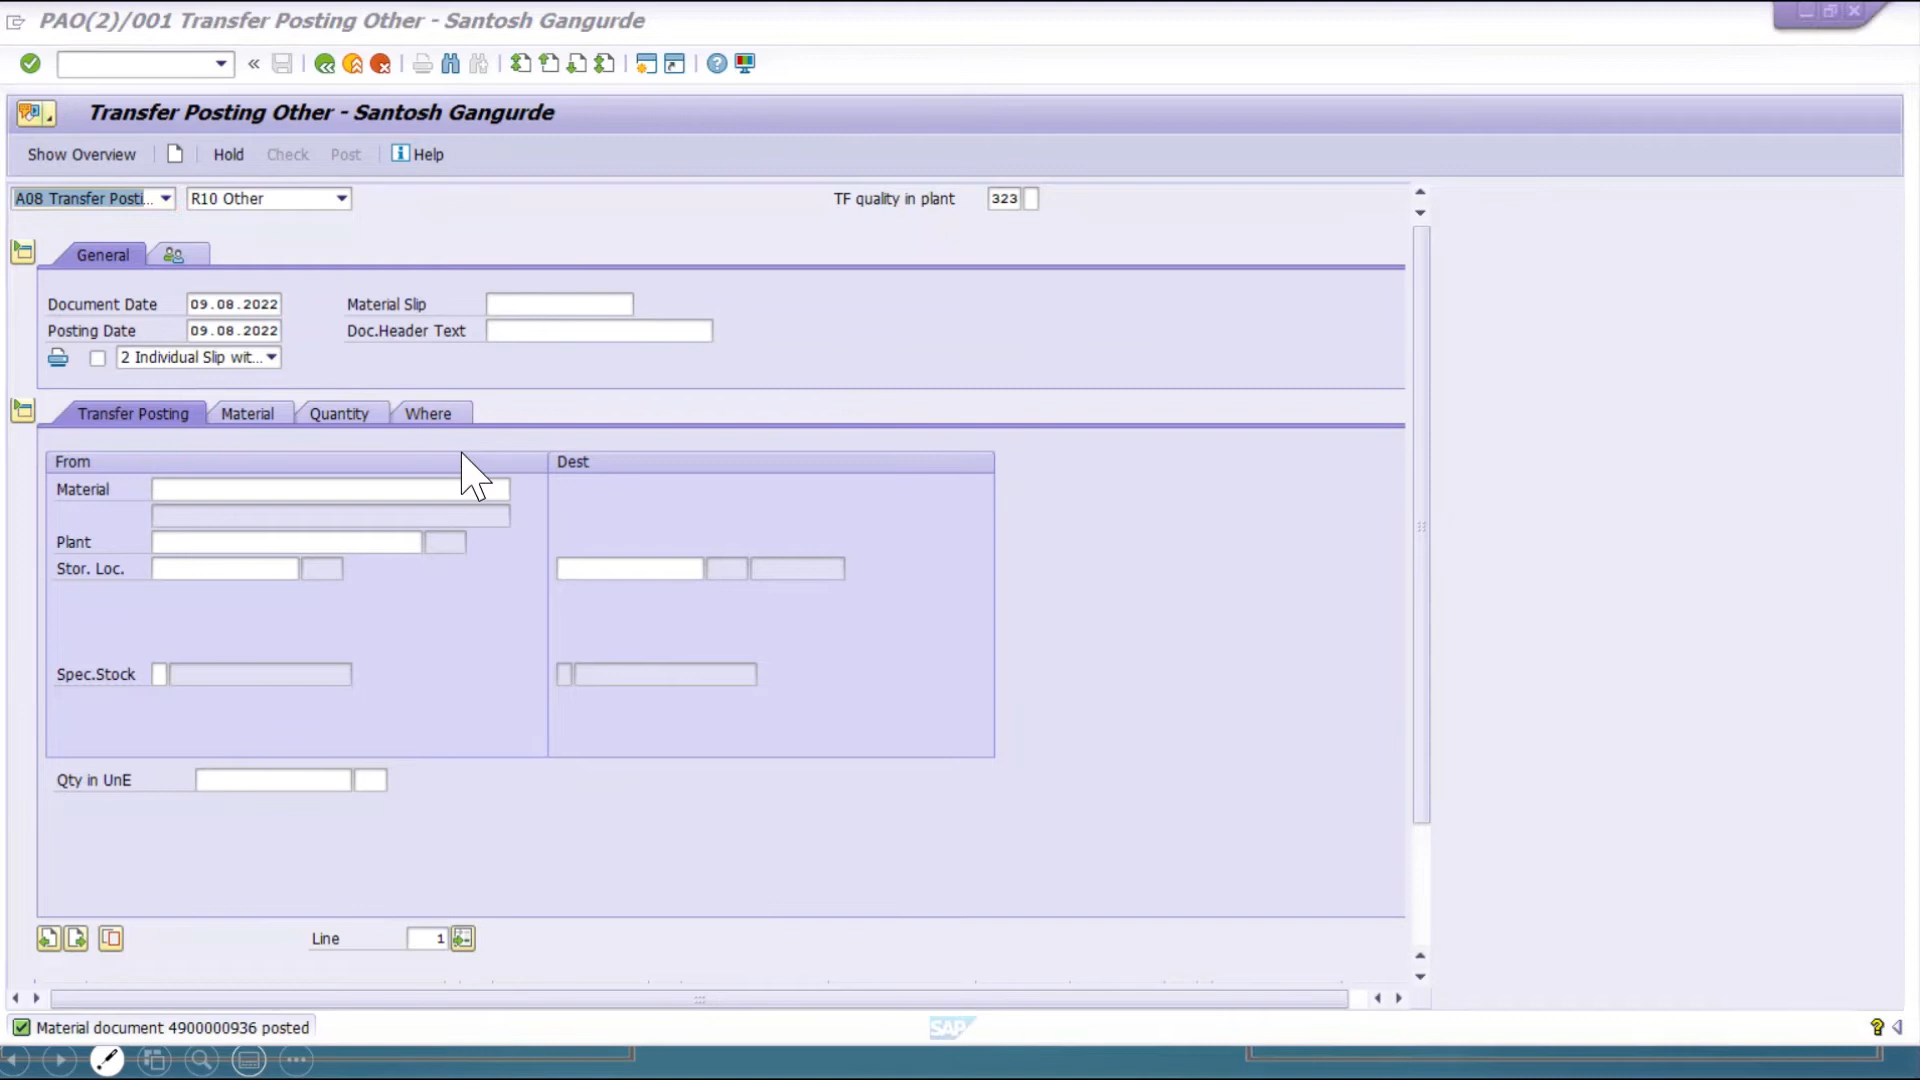 PAO(2)/001 Transfer Posting Other - Santosh Gangurde
Transfer Posting Other - Santosh Gangurde
Show Overview Hold Check Post Help
A08 Transfer Posti... R10 Other TF quality in plant 323
General
Document Date 09.08.2022 Material Slip
Posting Date 09.08.2022 Doc.Header Text
2 Individual Slip wit...
Transfer Posting Material Quantity Where
From Dest
Material
Plant
Stor. Loc.
Spec.Stock
Qty in UnE
Line 1
Material document 4900000936 posted
SAP